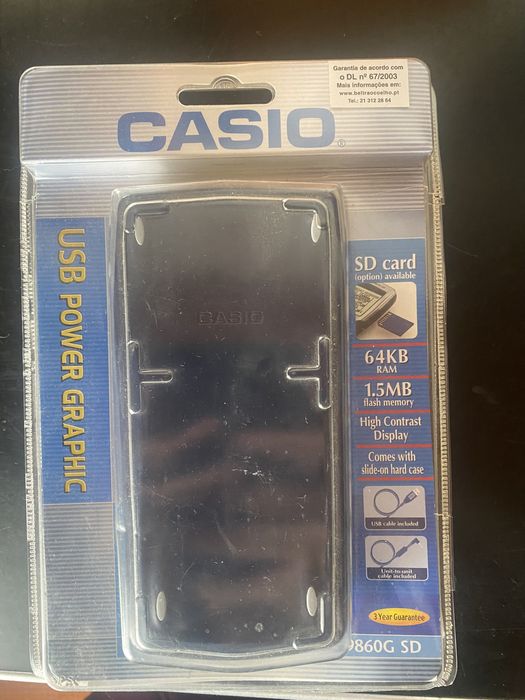 Garantia de acordo com
o DL nº 67/2003
Mais informações em:
www.beltraocoelho.pt
Tel.: 21 312 28 64
CASIO®
USB POWER GRAPHIC
CASIO
SD card
(option) available
64KB
RAM
1.5MB
flash memory
High Contrast
Display
Comes with
slide-on hard case
USB cable included
Unit-to-unit
cable included
3 Year Guarantee
9860G SD